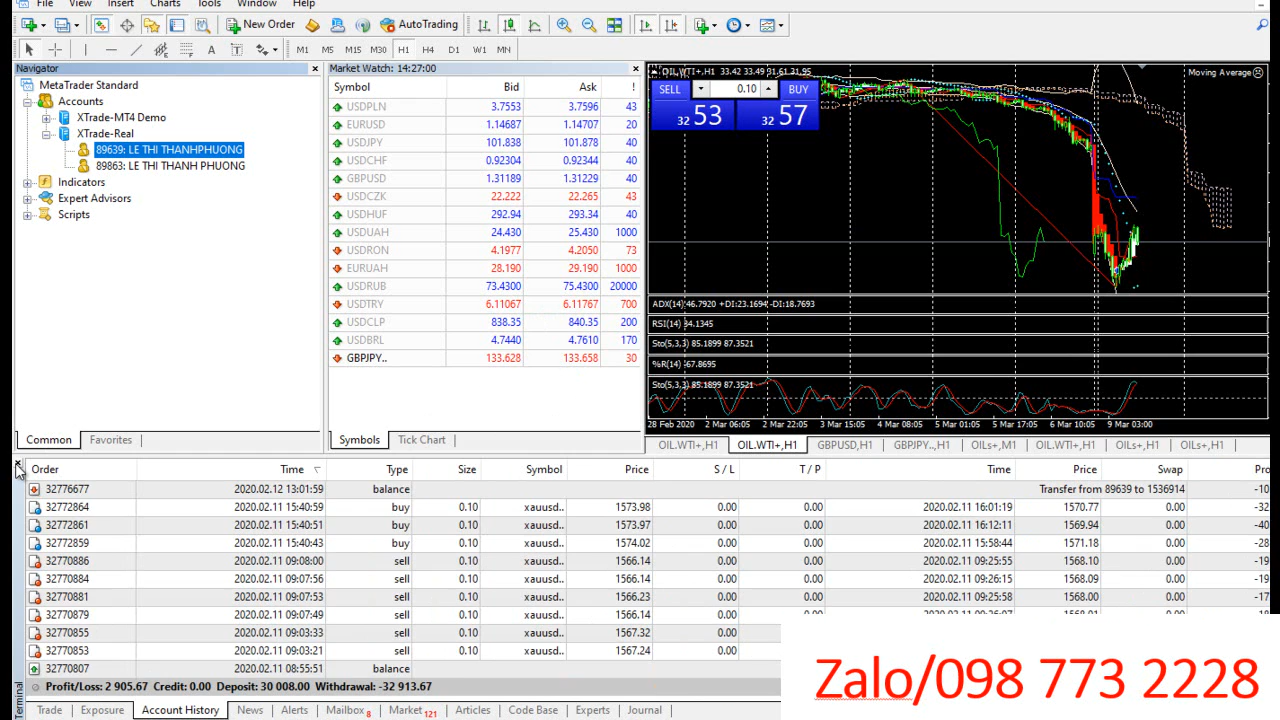 File View Insert Charts Tools Window Help
New Order AutoTrading
M1 M5 M15 M30 H1 H4 D1 W1 MN
Navigator
MetaTrader Standard
Accounts
XTrade-MT4 Demo
XTrade-Real
89639: LE THI THANHPHUONG
89863: LE THI THANH PHUONG
Indicators
Expert Advisors
Scripts
Common Favorites
Market Watch: 14:27:00
Symbol Bid Ask !
USDPLN 3.7553 3.7596 43
EURUSD 1.14687 1.14707 20
USDJPY 101.838 101.878 40
USDCHF 0.92304 0.92344 40
GBPUSD 1.31189 1.31229 40
USDCZK 22.222 22.265 43
USDHUF 292.94 293.34 40
USDUAH 24.430 25.430 1000
USDRON 4.1977 4.2050 73
EURUAH 28.190 29.190 1000
USDRUB 73.4300 75.4300 20000
USDTRY 6.11067 6.11767 700
USDCLP 838.35 840.35 200
USDBRL 4.7440 4.7610 170
GBPJPY.. 133.628 133.658 30
Symbols Tick Chart
OIL.WTI+,H1 33.42 33.49 31.61 31.95
Moving Average
SELL 0.10 BUY
32 53 32 57
ADX(14) 46.7920 +DI:23.1694 -DI:18.7693
RSI(14) 34.1345
Sto(5,3,3) 85.1899 87.3521
%R(14) -67.8695
Sto(5,3,3) 85.1899 87.3521
28 Feb 2020 2 Mar 06:05 2 Mar 22:05 3 Mar 15:05 4 Mar 08:05 5 Mar 01:05 5 Mar 17:05 6 Mar 10:05 9 Mar 03:00
OIL.WTI+,H1 OIL.WTI+,H1 GBPUSD,H1 GBPJPY..,H1 OILs+,M1 OIL.WTI+,H1 OILs+,H1 OILs+,H1
Order Time Type Size Symbol Price S / L T / P Time Price Swap
32776677 2020.02.12 13:01:59 balance Transfer from 89639 to 1536914 -10
32772864 2020.02.11 15:40:59 buy 0.10 xauusd.. 1573.98 0.00 0.00 2020.02.11 16:01:19 1570.77 0.00 -32
32772861 2020.02.11 15:40:51 buy 0.10 xauusd.. 1573.97 0.00 0.00 2020.02.11 16:12:11 1569.94 0.00 -40
32772859 2020.02.11 15:40:43 buy 0.10 xauusd.. 1574.02 0.00 0.00 2020.02.11 15:58:44 1571.18 0.00 -28
32770886 2020.02.11 09:08:00 sell 0.10 xauusd.. 1566.14 0.00 0.00 2020.02.11 09:25:55 1568.10 0.00 -19
32770884 2020.02.11 09:07:56 sell 0.10 xauusd.. 1566.14 0.00 0.00 2020.02.11 09:26:15 1568.09 0.00 -19
32770881 2020.02.11 09:07:53 sell 0.10 xauusd.. 1566.23 0.00 0.00 2020.02.11 09:25:58 1568.00 0.00 -17
32770879 2020.02.11 09:07:49 sell 0.10 xauusd.. 1566.14 0.00
32770855 2020.02.11 09:03:33 sell 0.10 xauusd.. 1567.32 0.00
32770853 2020.02.11 09:03:21 sell 0.10 xauusd.. 1567.24 0.00
32770807 2020.02.11 08:55:51 balance
Profit/Loss: 2 905.67 Credit: 0.00 Deposit: 30 008.00 Withdrawal: -32 913.67
Terminal
Trade Exposure Account History News Alerts Mailbox 8 Market 121 Articles Code Base Experts Journal
Zalo/098 773 2228